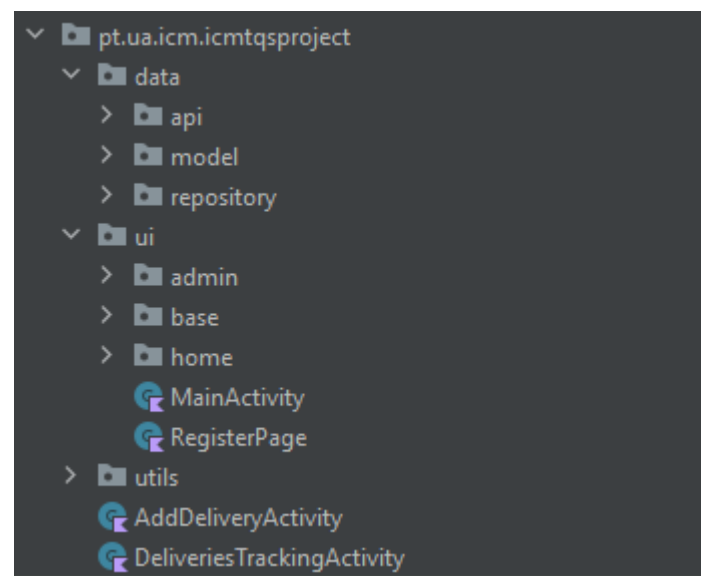 pt.ua.icm.icmtqsproject
data
api
model
repository
ui
admin
base
home
MainActivity
RegisterPage
utils
AddDeliveryActivity
DeliveriesTrackingActivity